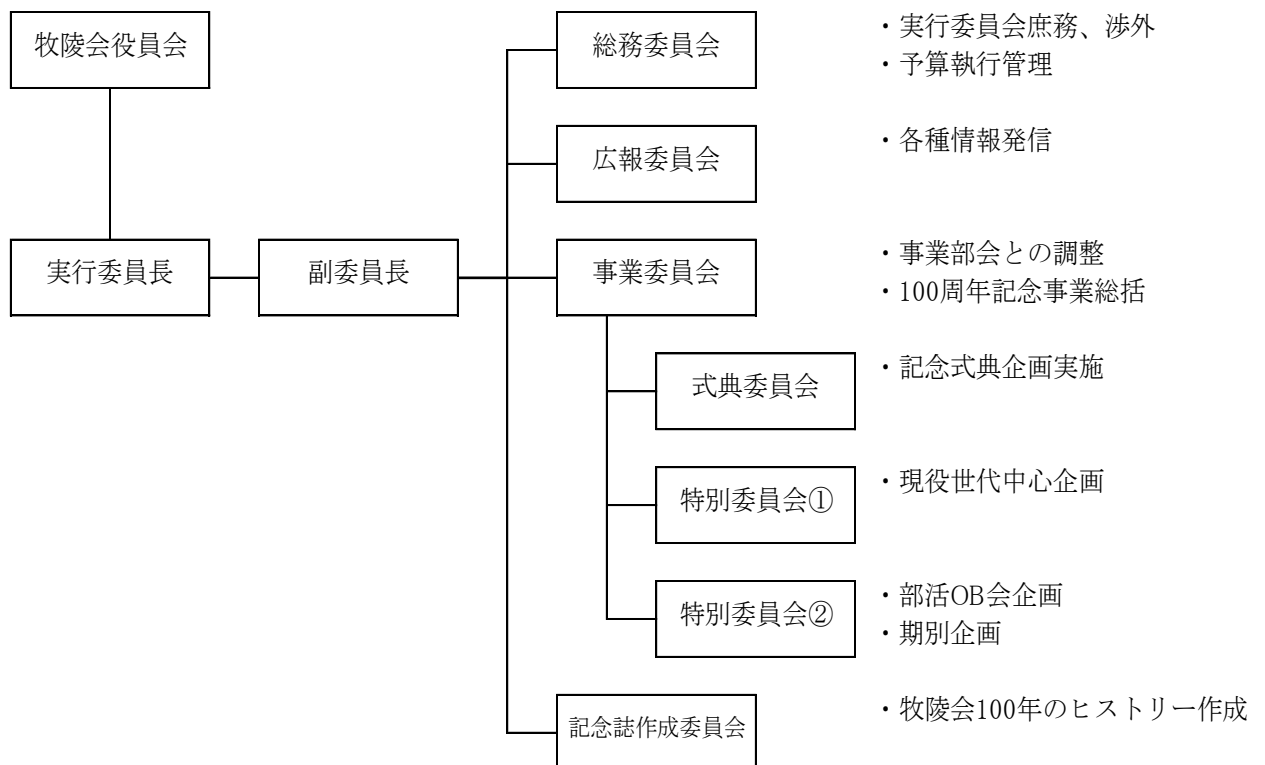 牧陵会役員会
総務委員会
・実行委員会庶務、渉外
・予算執行管理
広報委員会
・各種情報発信
実行委員長
副委員長
事業委員会
・事業部会との調整
・100周年記念事業総括
式典委員会
・記念式典企画実施
特別委員会①
・現役世代中心企画
特別委員会②
・部活OB会企画
・期別企画
記念誌作成委員会
・牧陵会100年のヒストリー作成